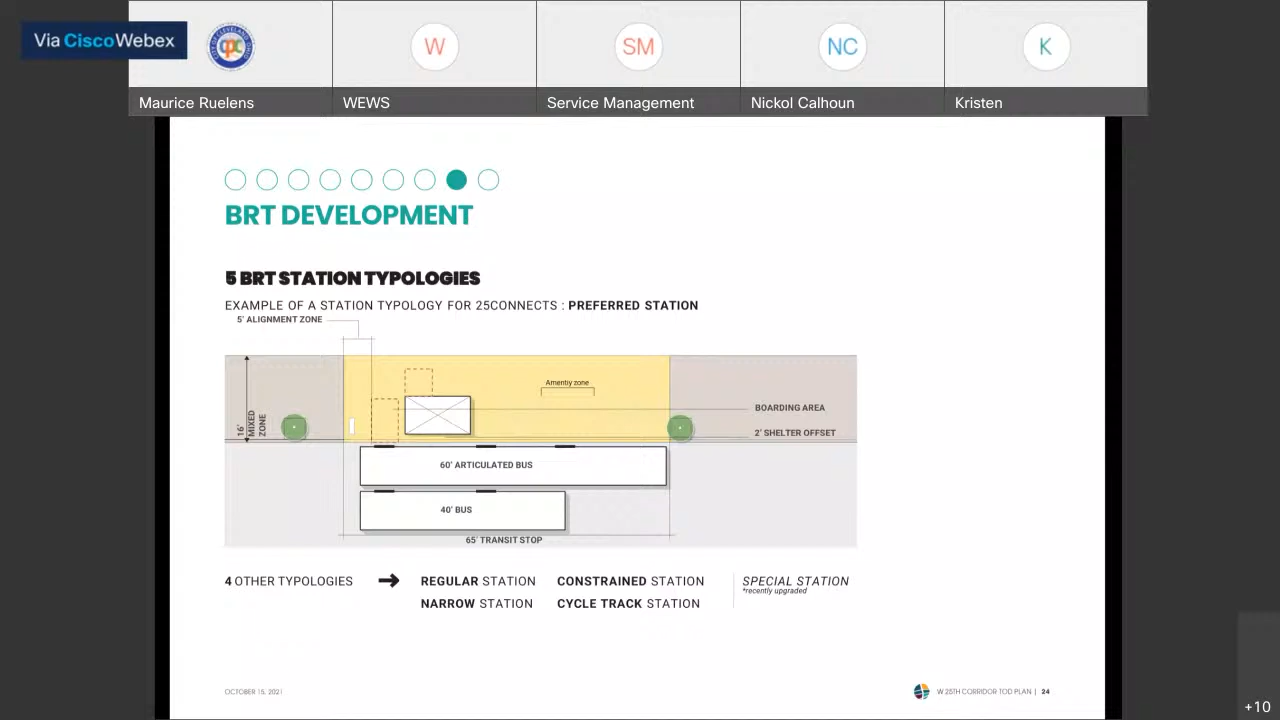 Via CiscoWebex
cpc
W
SM
NC
K
Maurice Ruelens
WEWS
Service Management
Nickol Calhoun
Kristen
BRT DEVELOPMENT
5 BRT STATION TYPOLOGIES
EXAMPLE OF A STATION TYPOLOGY FOR 25CONNECTS : PREFERRED STATION
5' ALIGNMENT ZONE
Amentiy zone
16' MIXED ZONE
BOARDING AREA
2' SHELTER OFFSET
60' ARTICULATED BUS
40' BUS
65' TRANSIT STOP
4 OTHER TYPOLOGIES
REGULAR STATION
CONSTRAINED STATION
SPECIAL STATION
*recently upgraded
NARROW STATION
CYCLE TRACK STATION
OCTOBER 15, 2021
W 25TH CORRIDOR TOD PLAN | 24
+10